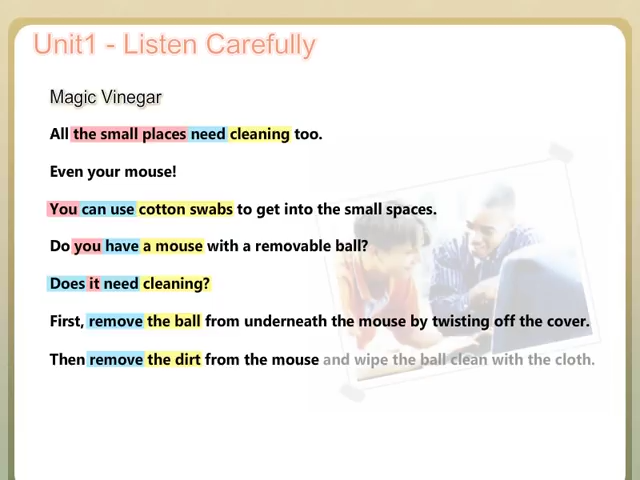 Unit1 - Listen Carefully
Magic Vinegar
All the small places need cleaning too.
Even your mouse!
You can use cotton swabs to get into the small spaces.
Do you have a mouse with a removable ball?
Does it need cleaning?
First, remove the ball from underneath the mouse by twisting off the cover.
Then remove the dirt from the mouse and wipe the ball clean with the cloth.